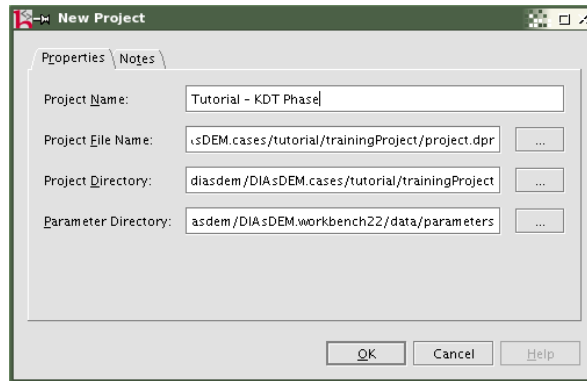 New Project
Properties Notes
Project Name: Tutorial - KDT Phase
Project File Name: sDEM.cases/tutorial/trainingProject/project.dpr ...
Project Directory: diasdem/DIAsDEM.cases/tutorial/trainingProject ...
Parameter Directory: asdem/DIAsDEM.workbench22/data/parameters ...
OK Cancel Help